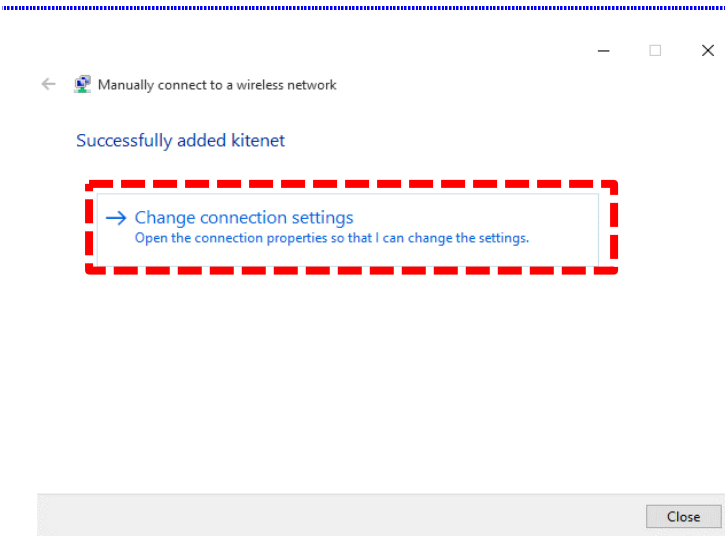 Manually connect to a wireless network
Successfully added kitenet
Change connection settings
Open the connection properties so that I can change the settings.
Close